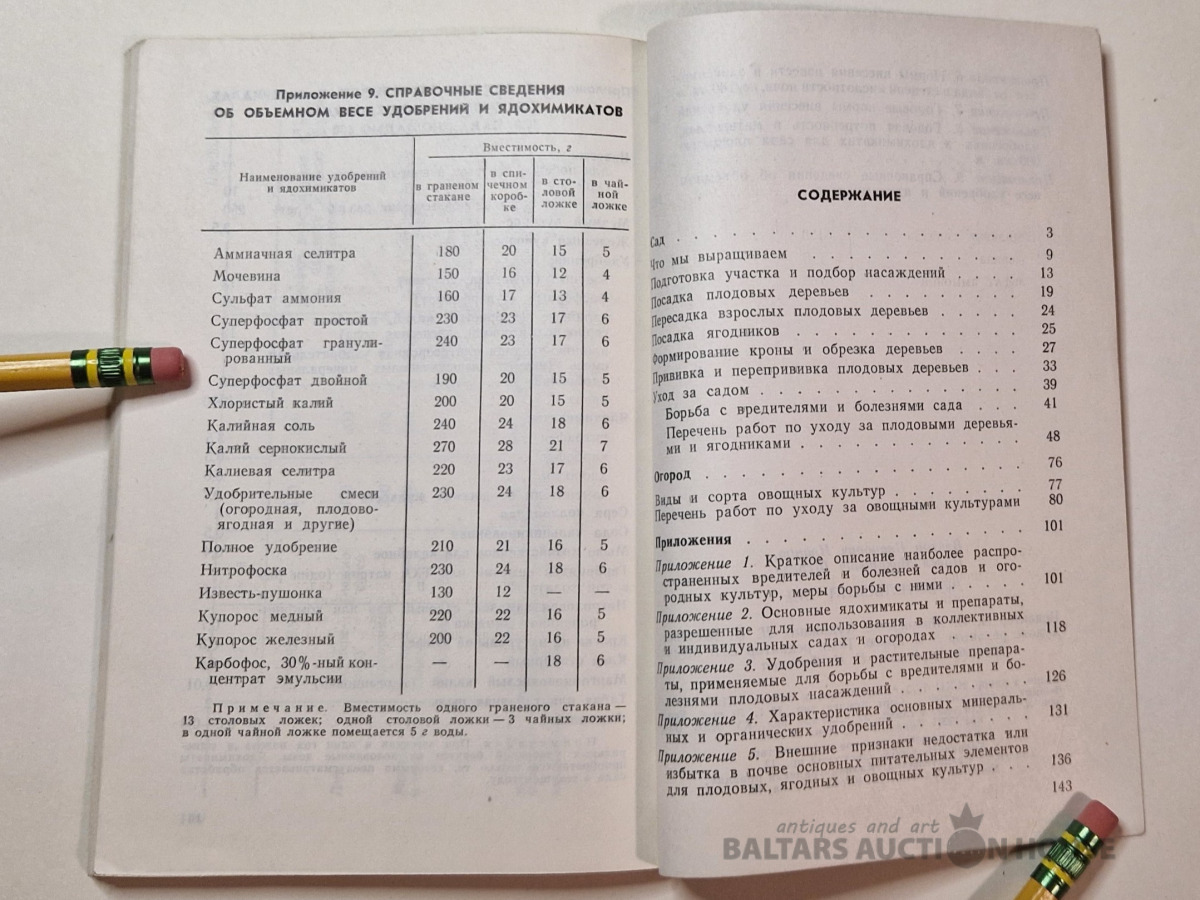 Приложение 9. СПРАВОЧНЫЕ СВЕДЕНИЯ
ОБ ОБЪЕМНОМ ВЕСЕ УДОБРЕНИЙ И ЯДОХИМИКАТОВ
Наименование удобрений
и ядохимикатов
Вместимость, г
в граненом
стакане
в спи-
чечном
короб-
ке
в сто-
ловой
ложке
в чай-
ной
ложке
Аммиачная селитра 180 20 15 5
Мочевина 150 16 12 4
Сульфат аммония 160 17 13 4
Суперфосфат простой 230 23 17 6
Суперфосфат гранули- 240 23 17 6
рованный
Суперфосфат двойной 190 20 15 5
Хлористый калий 200 20 15 5
Калийная соль 240 24 18 6
Калий сернокислый 270 28 21 7
Калиевая селитра 220 23 17 6
Удобрительные смеси 230 24 18 6
(огородная, плодово-
ягодная и другие)
Полное удобрение 210 21 16 5
Нитрофоска 230 24 18 6
Известь-пушонка 130 12 — —
Купорос медный 220 22 16 5
Купорос железный 200 22 16 5
Карбофос, 30%-ный кон- — — 18 6
центрат эмульсии
Примечание. Вместимость одного граненого стакана —
13 столовых ложек; одной столовой ложки — 3 чайных ложки;
в одной чайной ложке помещается 5 г воды.
СОДЕРЖАНИЕ
Сад . . . . . . . . . . . . . . . . 3
Что мы выращиваем . . . . . . . . . . . 9
Подготовка участка и подбор насаждений . . . . 13
Посадка плодовых деревьев . . . . . . . . 19
Пересадка взрослых плодовых деревьев . . . . . 24
Посадка ягодников . . . . . . . . . . . 25
Формирование кроны и обрезка деревьев . . . . 27
Прививка и перепрививка плодовых деревьев . . . 33
Уход за садом . . . . . . . . . . . . 39
Борьба с вредителями и болезнями сада . . . 41
Перечень работ по уходу за плодовыми деревья-
ми и ягодниками . . . . . . . . . . . 48
Огород . . . . . . . . . . . . . . . 76
Виды и сорта овощных культур . . . . . . . . 77
Перечень работ по уходу за овощными культурами 80
Приложения . . . . . . . . . . . . . 101
Приложение 1. Краткое описание наиболее распро-
страненных вредителей и болезней садов и ого-
родных культур, меры борьбы с ними . . . . . 101
Приложение 2. Основные ядохимикаты и препараты,
разрешенные для использования в коллективных
и индивидуальных садах и огородах . . . . . 118
Приложение 3. Удобрения и растительные препара-
ты, применяемые для борьбы с вредителями и бо-
лезнями плодовых насаждений . . . . . . . 126
Приложение 4. Характеристика основных минераль-
ных и органических удобрений . . . . . . . 131
Приложение 5. Внешние признаки недостатка или
избытка в почве основных питательных элементов
для плодовых, ягодных и овощных культур . . . 136
143
antiques and art
BALTARS AUCTION HOUSE